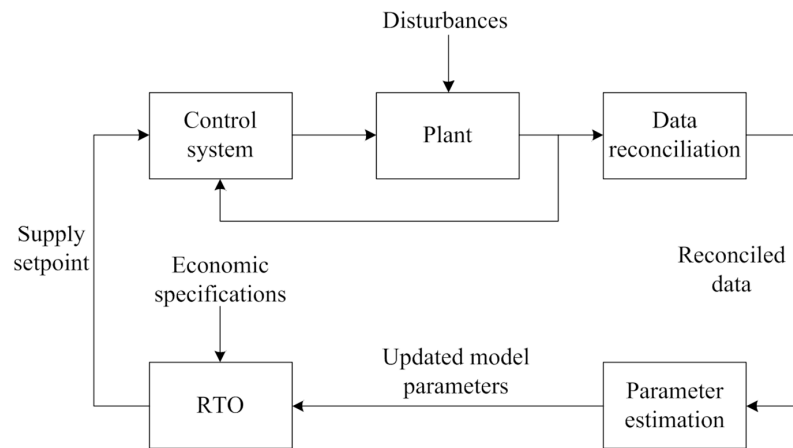 Disturbances
Control
system
Plant
Data
reconciliation
Supply
setpoint
Economic
specifications
Reconciled
data
Updated model
parameters
RTO
Parameter
estimation